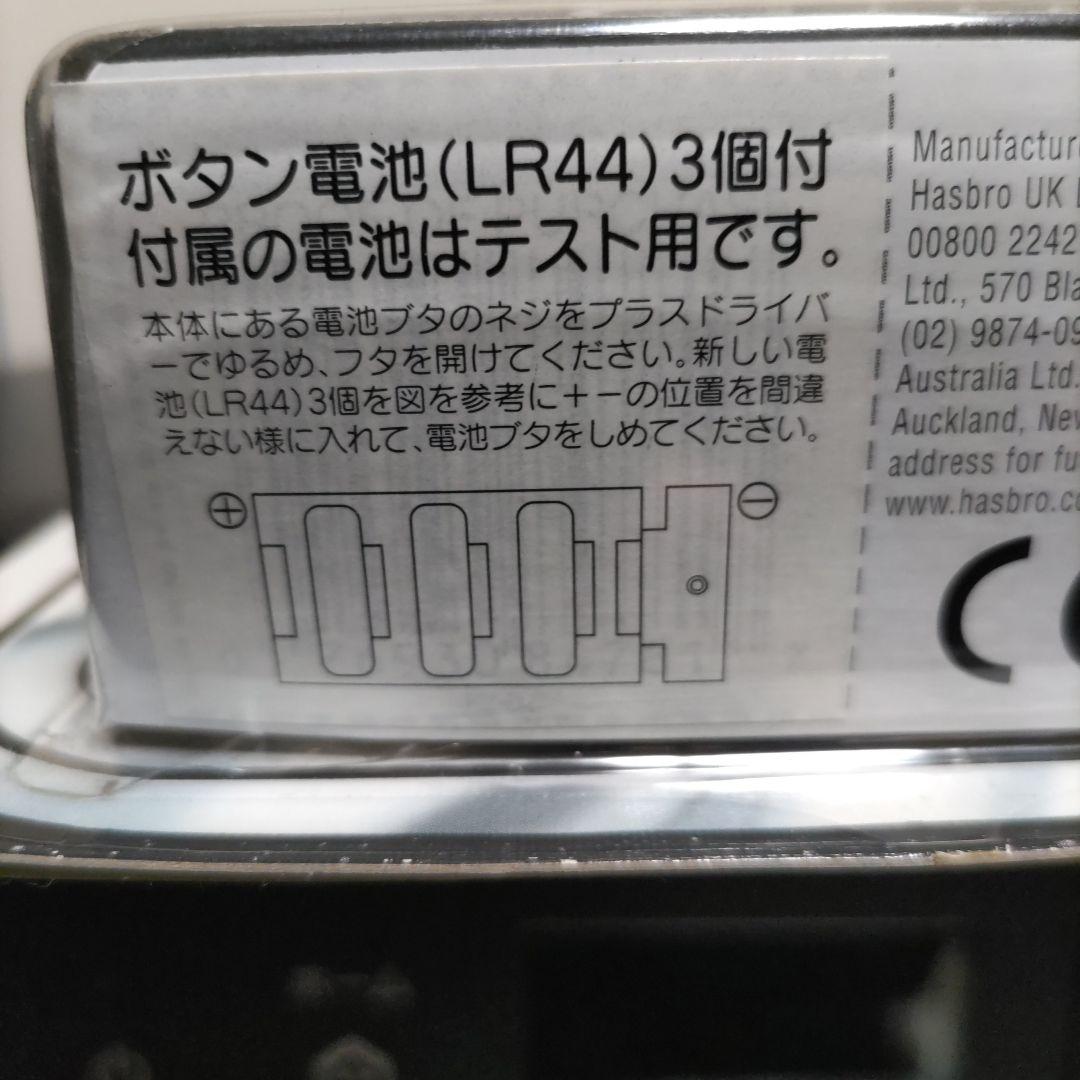 ボタン電池(LR44)3個付
付属の電池はテスト用です。
本体にある電池ブタのネジをプラスドライバ
ーでゆるめ、フタを開けてください。新しい電
池(LR44)3個を図を参考に＋－の位置を間違
えない様に入れて、電池ブタをしめてください。
⊕ ⊖
Manufactur
Hasbro UK
00800 2242
Ltd., 570 Bla
(02) 9874-09
Australia Ltd.
Auckland, New
address for fu
www.hasbro.co
CE